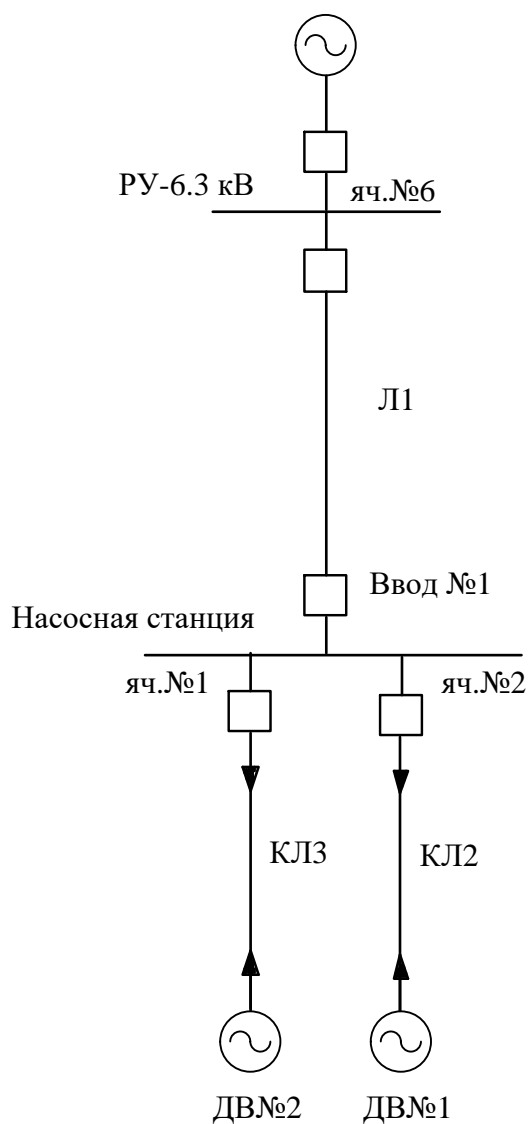 РУ-6.3 кВ
яч.№6
Л1
Ввод №1
Насосная станция
яч.№1
яч.№2
КЛ3
КЛ2
ДВ№2
ДВ№1